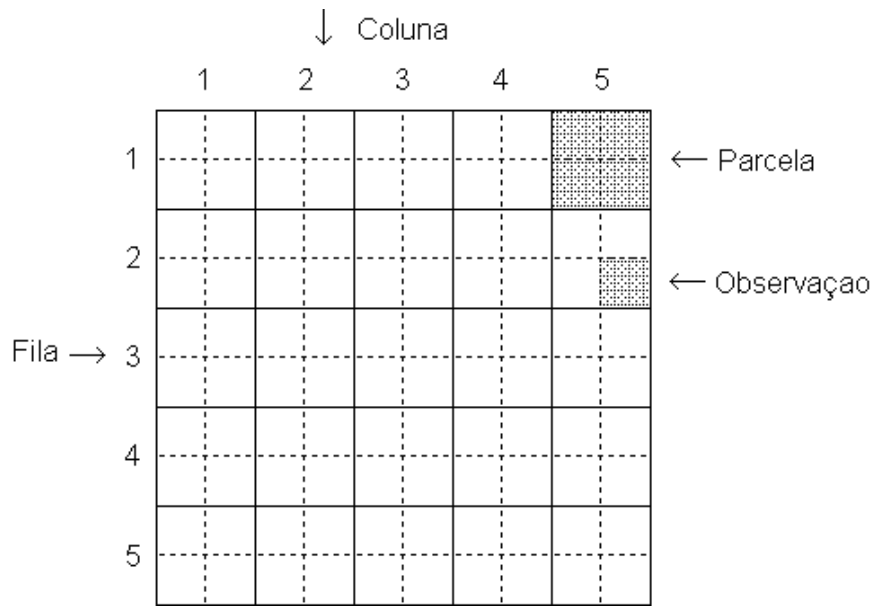 ↓ Coluna
1 2 3 4 5
1 ← Parcela
2
← Observaçao
Fila → 3
4
5